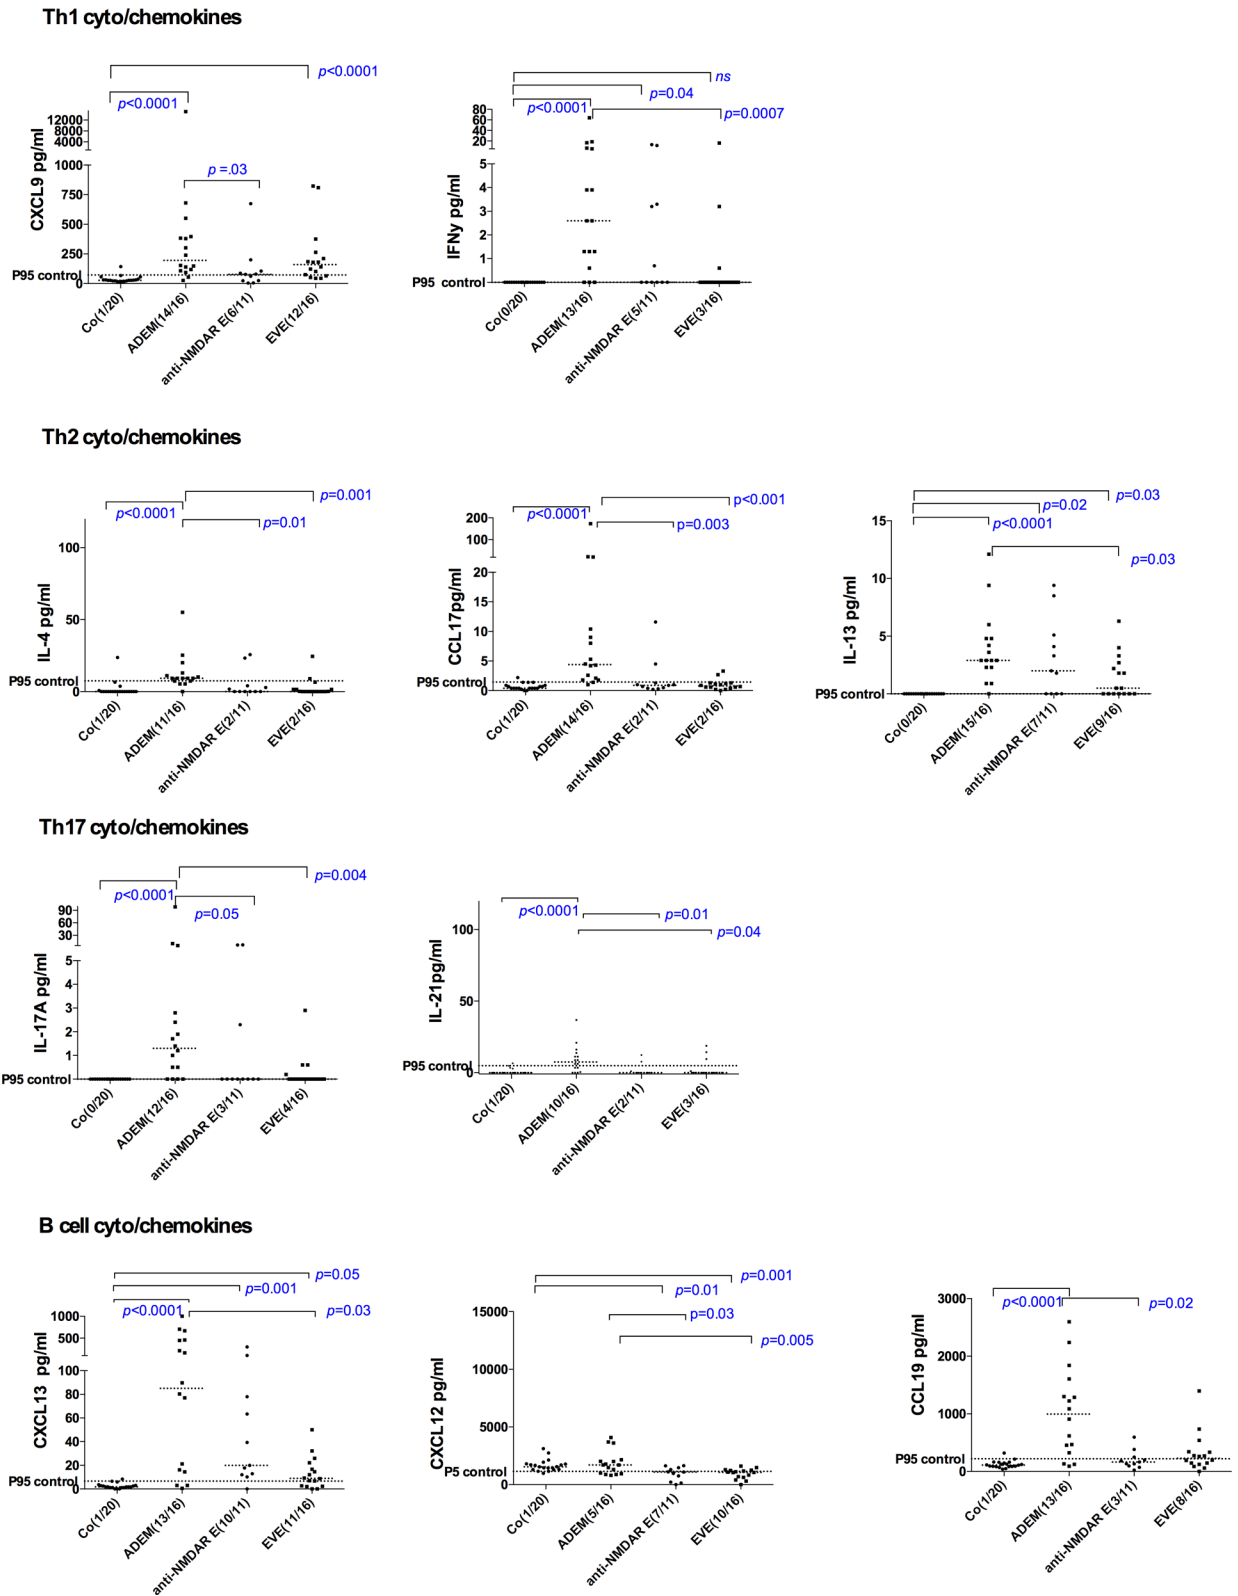 Th1 cyto/chemokines
p<0.0001
p<0.0001
p =.03
CXCL9 pg/ml
12000
8000
4000
1000
750
500
250
0
P95 control
Co(1/20)
ADEM(14/16)
anti-NMDAR E(6/11)
EVE(12/16)
ns
p=0.04
p<0.0001
p=0.0007
IFNy pg/ml
80
60
40
20
5
4
3
2
1
P95 control
Co(0/20)
ADEM(13/16)
anti-NMDAR E(5/11)
EVE(3/16)
Th2 cyto/chemokines
p=0.001
p<0.0001
p=0.01
IL-4 pg/ml
100
50
0
P95 control
Co(1/20)
ADEM(11/16)
anti-NMDAR E(2/11)
EVE(2/16)
p<0.001
p<0.0001
p=0.003
CCL17pg/ml
200
100
20
15
10
5
0
P95 control
Co(1/20)
ADEM(14/16)
anti-NMDAR E(2/11)
EVE(2/16)
p=0.03
p=0.02
p<0.0001
p=0.03
IL-13 pg/ml
15
10
5
P95 control
Co(0/20)
ADEM(15/16)
anti-NMDAR E(7/11)
EVE(9/16)
Th17 cyto/chemokines
p=0.004
p<0.0001
p=0.05
IL-17A pg/ml
90
60
30
5
4
3
2
1
P95 control
Co(0/20)
ADEM(12/16)
anti-NMDAR E(3/11)
EVE(4/16)
p<0.0001
p=0.01
p=0.04
IL-21pg/ml
100
50
0
P95 control
Co(1/20)
ADEM(10/16)
anti-NMDAR E(2/11)
EVE(3/16)
B cell cyto/chemokines
p=0.05
p=0.001
p<0.0001
p=0.03
CXCL13 pg/ml
1000
500
100
80
60
40
20
0
P95 control
Co(1/20)
ADEM(13/16)
anti-NMDAR E(10/11)
EVE(11/16)
p=0.001
p=0.01
p=0.03
p=0.005
CXCL12 pg/ml
15000
10000
5000
0
P5 control
Co(1/20)
ADEM(5/16)
anti-NMDAR E(7/11)
EVE(10/16)
p<0.0001
p=0.02
CCL19 pg/ml
3000
2000
1000
0
P95 control
Co(1/20)
ADEM(13/16)
anti-NMDAR E(3/11)
EVE(8/16)